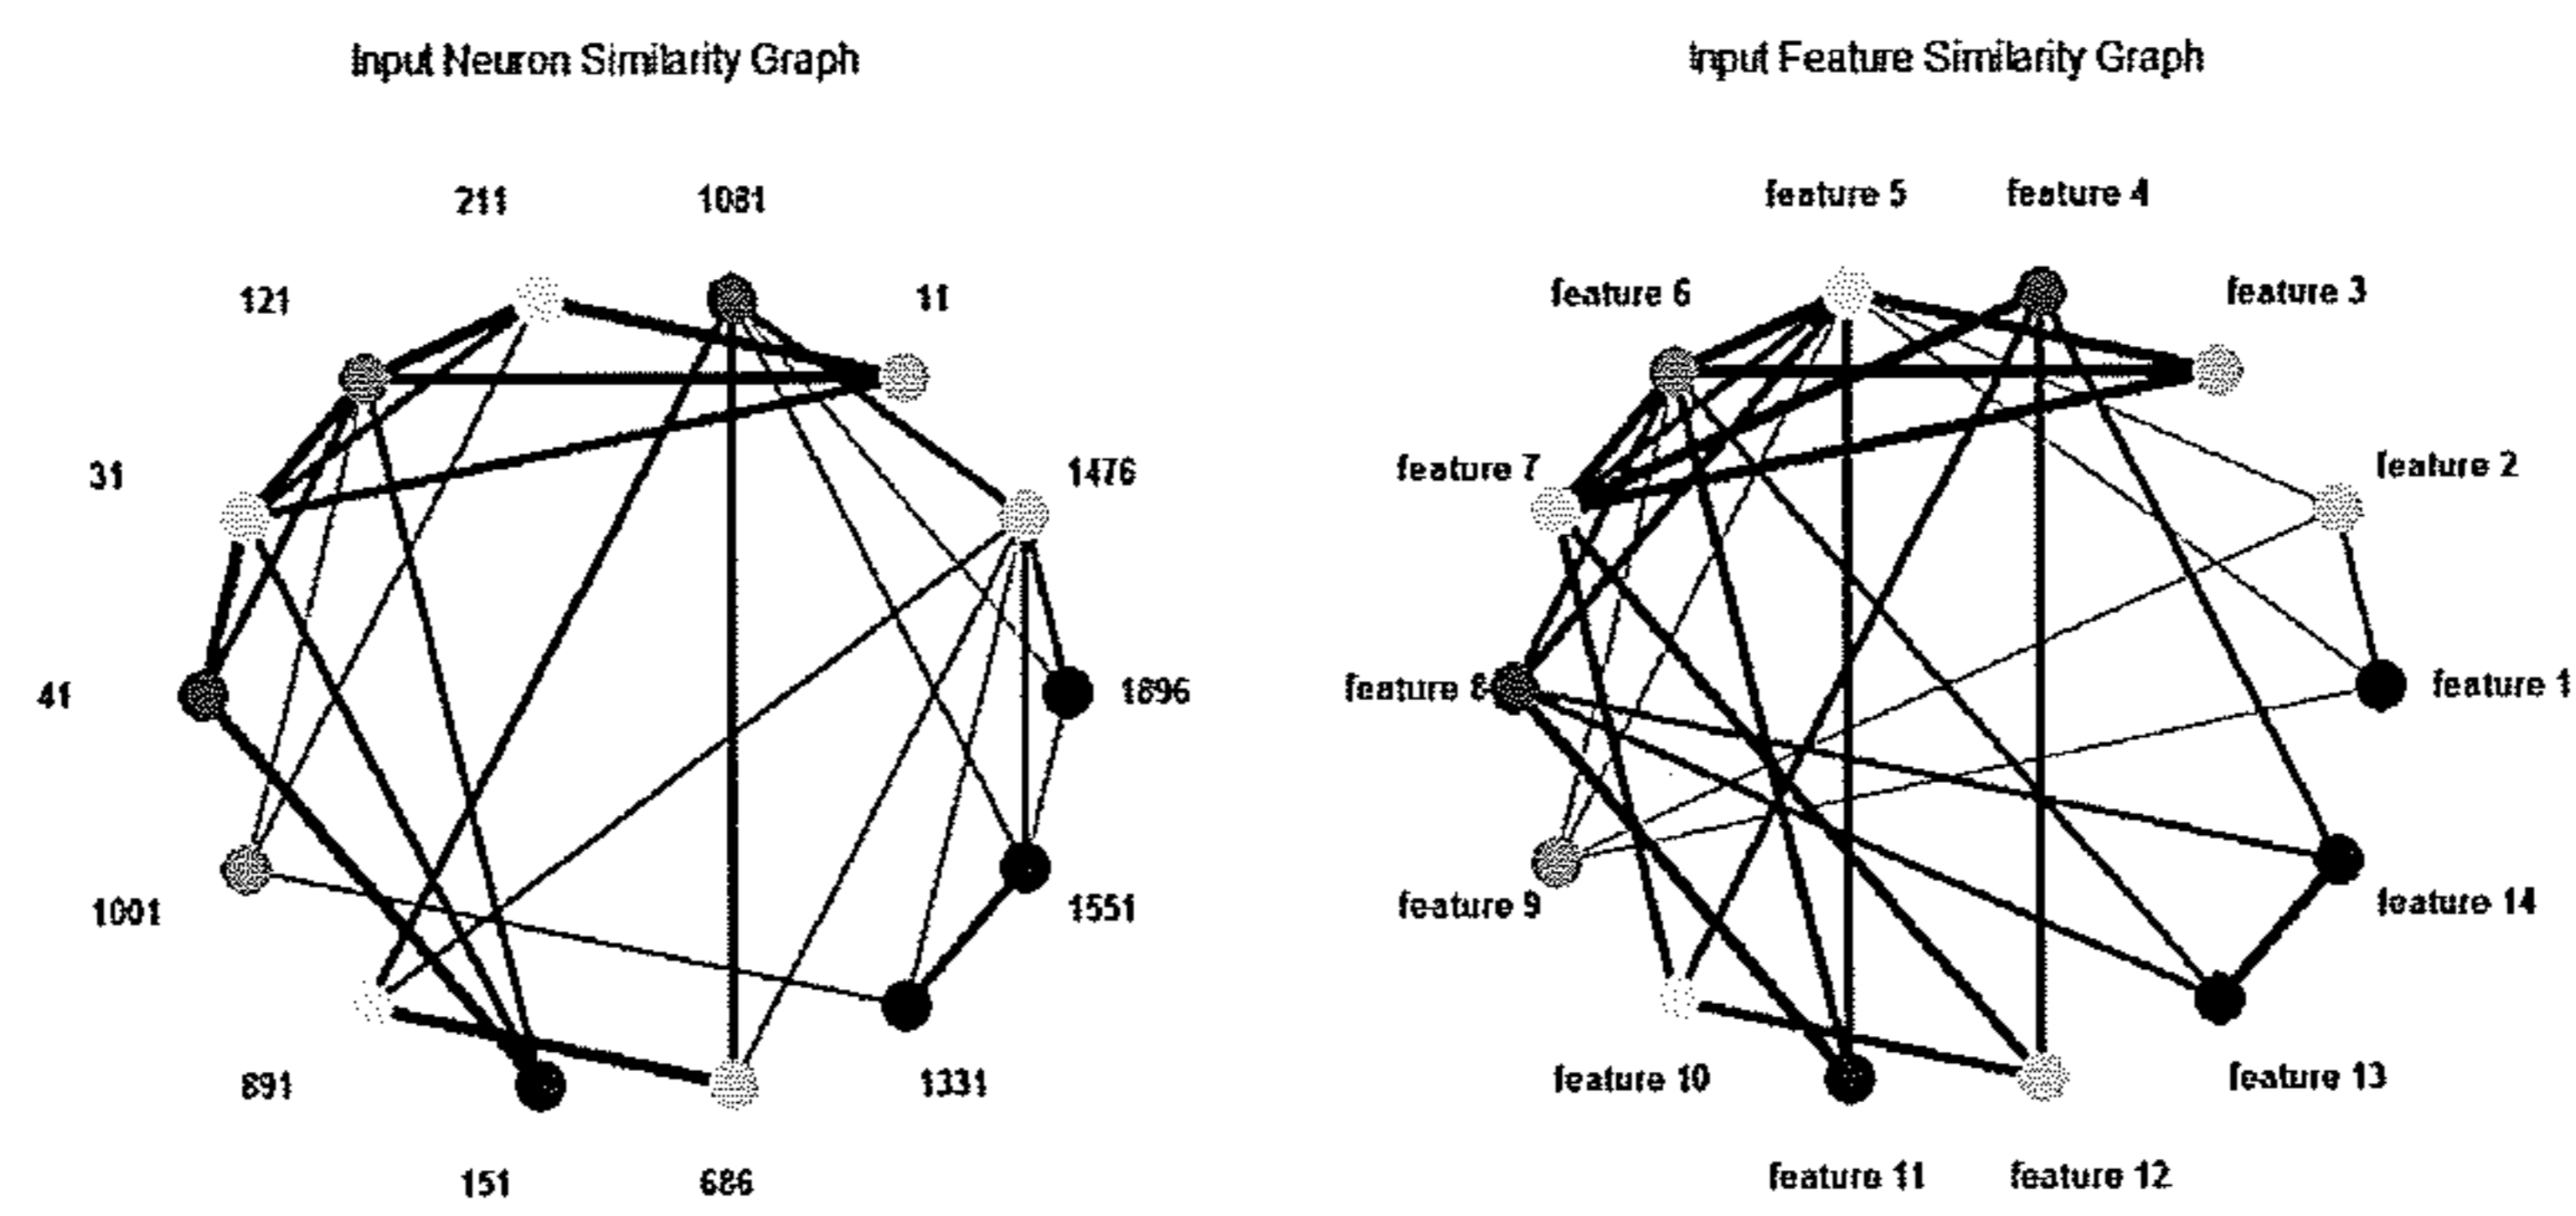 Input Neuron Similarity Graph
Input Feature Similarity Graph
211
1081
121
11
31
1476
41
1896
1001
1551
891
1331
151
686
feature 5
feature 4
feature 6
feature 3
feature 7
feature 2
feature 8
feature 1
feature 9
feature 14
feature 10
feature 13
feature 11
feature 12